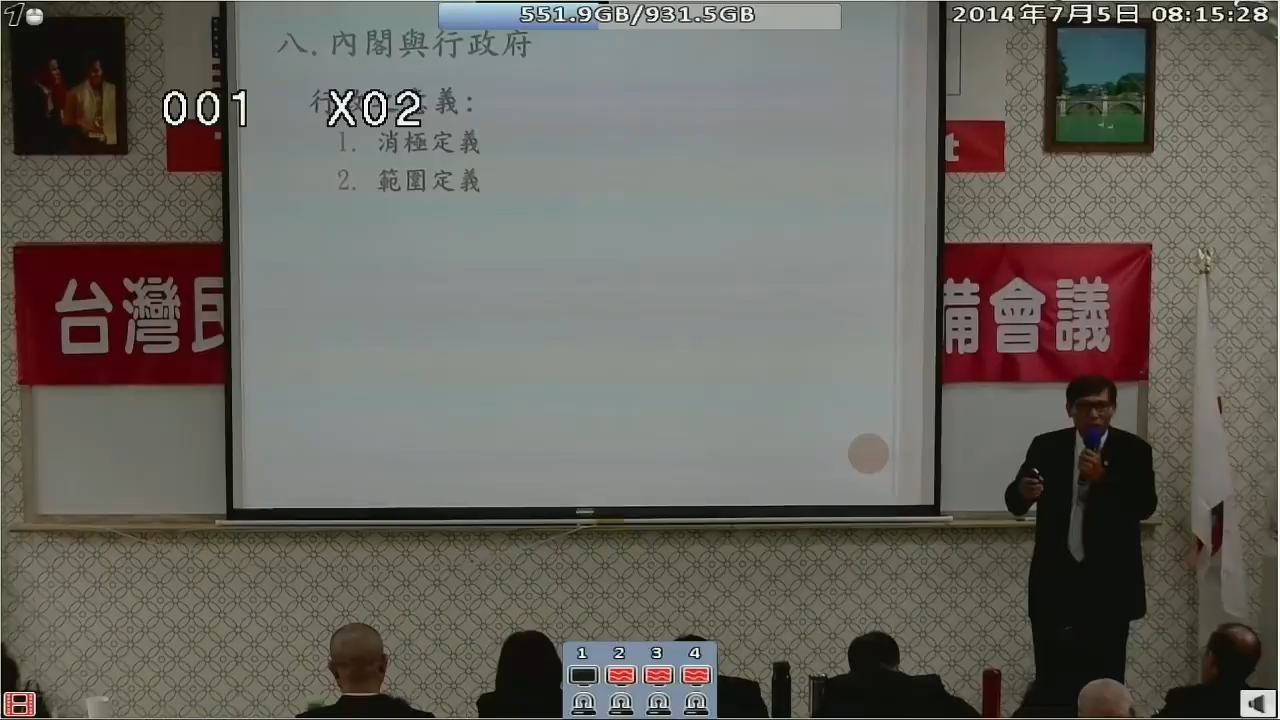 1
551.9GB/931.5GB
2014年7月5日 08:15:28
001 X02
八. 內閣與行政府
義:
1. 消極定義
2. 範圍定義
t
台灣民
備會議
1 2 3 4